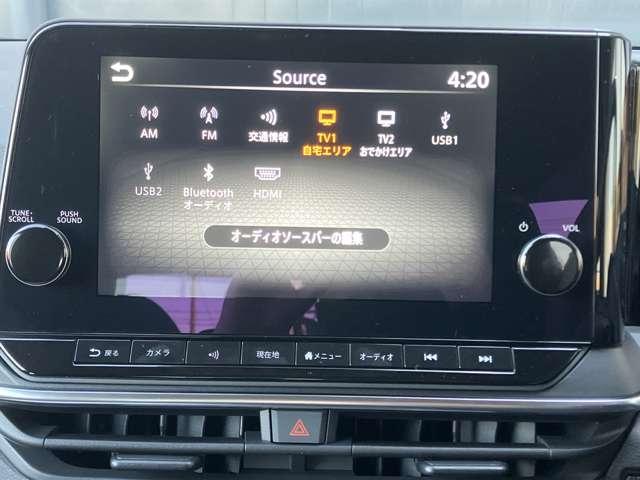 Source
4:20
AM
FM
交通情報
TV1
自宅エリア
TV2
おでかけエリア
USB1
USB2
Bluetooth
オーディオ
HDMI
オーディオソースバーの編集
TUNE・
SCROLL
PUSH
SOUND
VOL
戻る
カメラ
現在地
メニュー
オーディオ